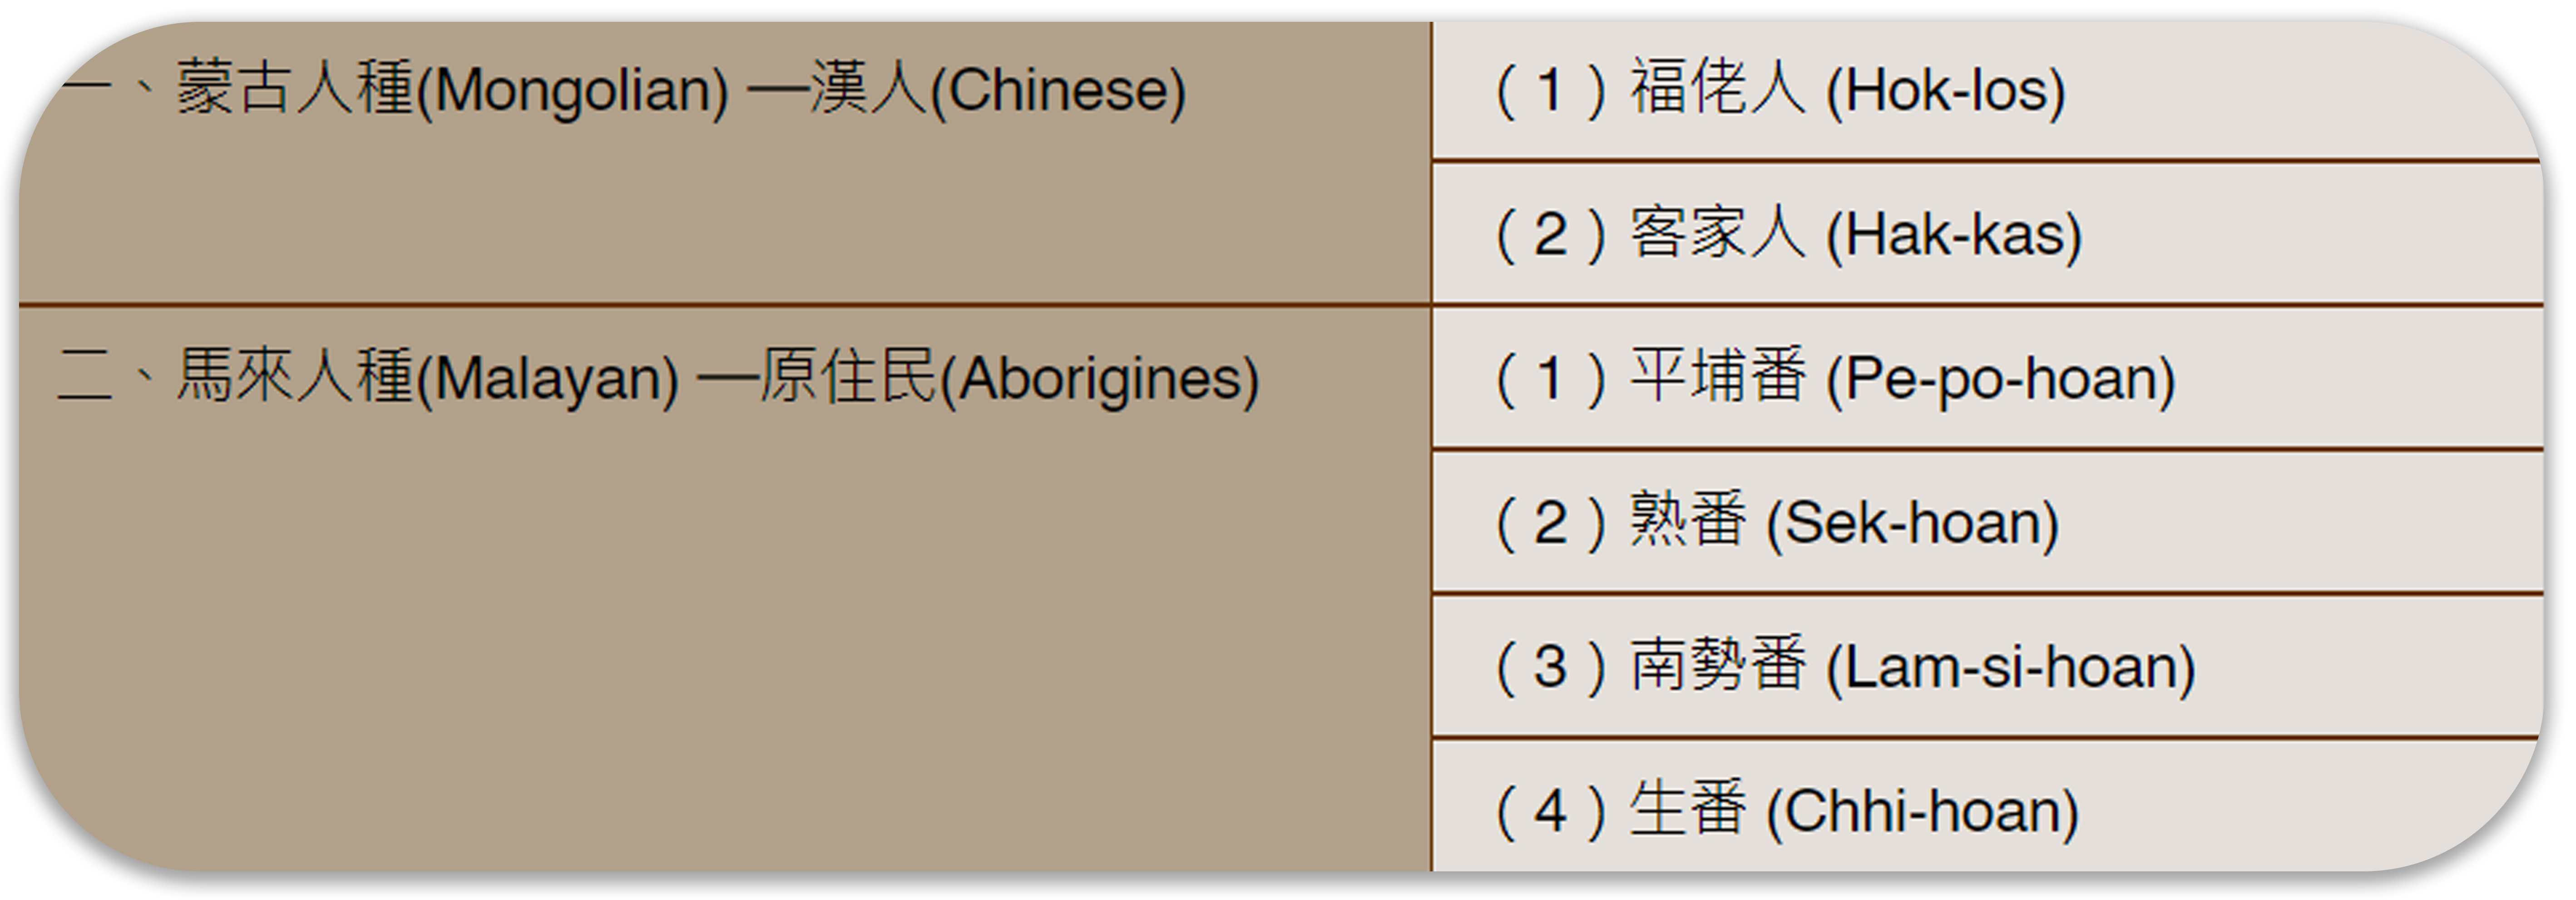 一、蒙古人種(Mongolian) —漢人(Chinese)
（1）福佬人 (Hok-los)
（2）客家人 (Hak-kas)
二、馬來人種(Malayan) —原住民(Aborigines)
（1）平埔番 (Pe-po-hoan)
（2）熟番 (Sek-hoan)
（3）南勢番 (Lam-si-hoan)
（4）生番 (Chhi-hoan)